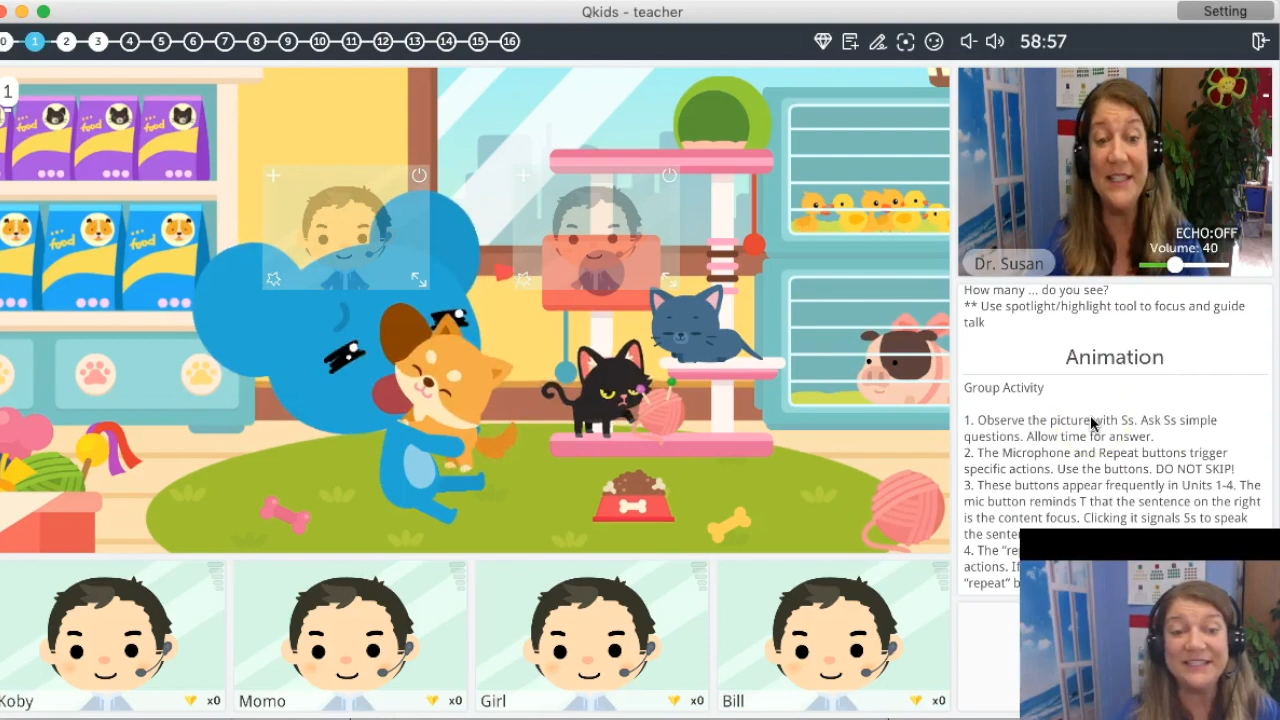 Qkids - teacher
Setting
0 1 2 3 4 5 6 7 8 9 10 11 12 13 14 15 16
58:57
1
food
food
food
food
food
ECHO:OFF
Volume: 40
Dr. Susan
How many ... do you see?
** Use spotlight/highlight tool to focus and guide
talk
Animation
Group Activity
1. Observe the picture with Ss. Ask Ss simple
questions. Allow time for answer.
2. The Microphone and Repeat buttons trigger
specific actions. Use the buttons. DO NOT SKIP!
3. These buttons appear frequently in Units 1-4. The
mic button reminds T that the sentence on the right
is the content focus. Clicking it signals Ss to speak
the
4. The
actions. If
"repeat"
Koby x0
Momo x0
Girl x0
Bill x0